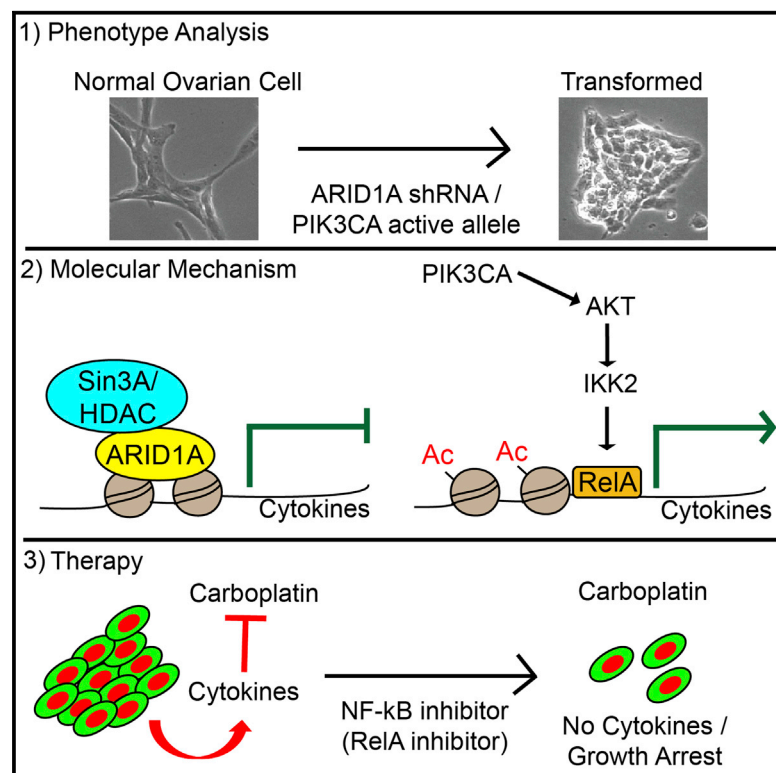 1) Phenotype Analysis
Normal Ovarian Cell
Transformed
ARID1A shRNA /
PIK3CA active allele
2) Molecular Mechanism
Sin3A/
HDAC
ARID1A
Cytokines
PIK3CA
AKT
IKK2
Ac
Ac
RelA
Cytokines
3) Therapy
Carboplatin
Cytokines
NF-kB inhibitor
(RelA inhibitor)
Carboplatin
No Cytokines /
Growth Arrest